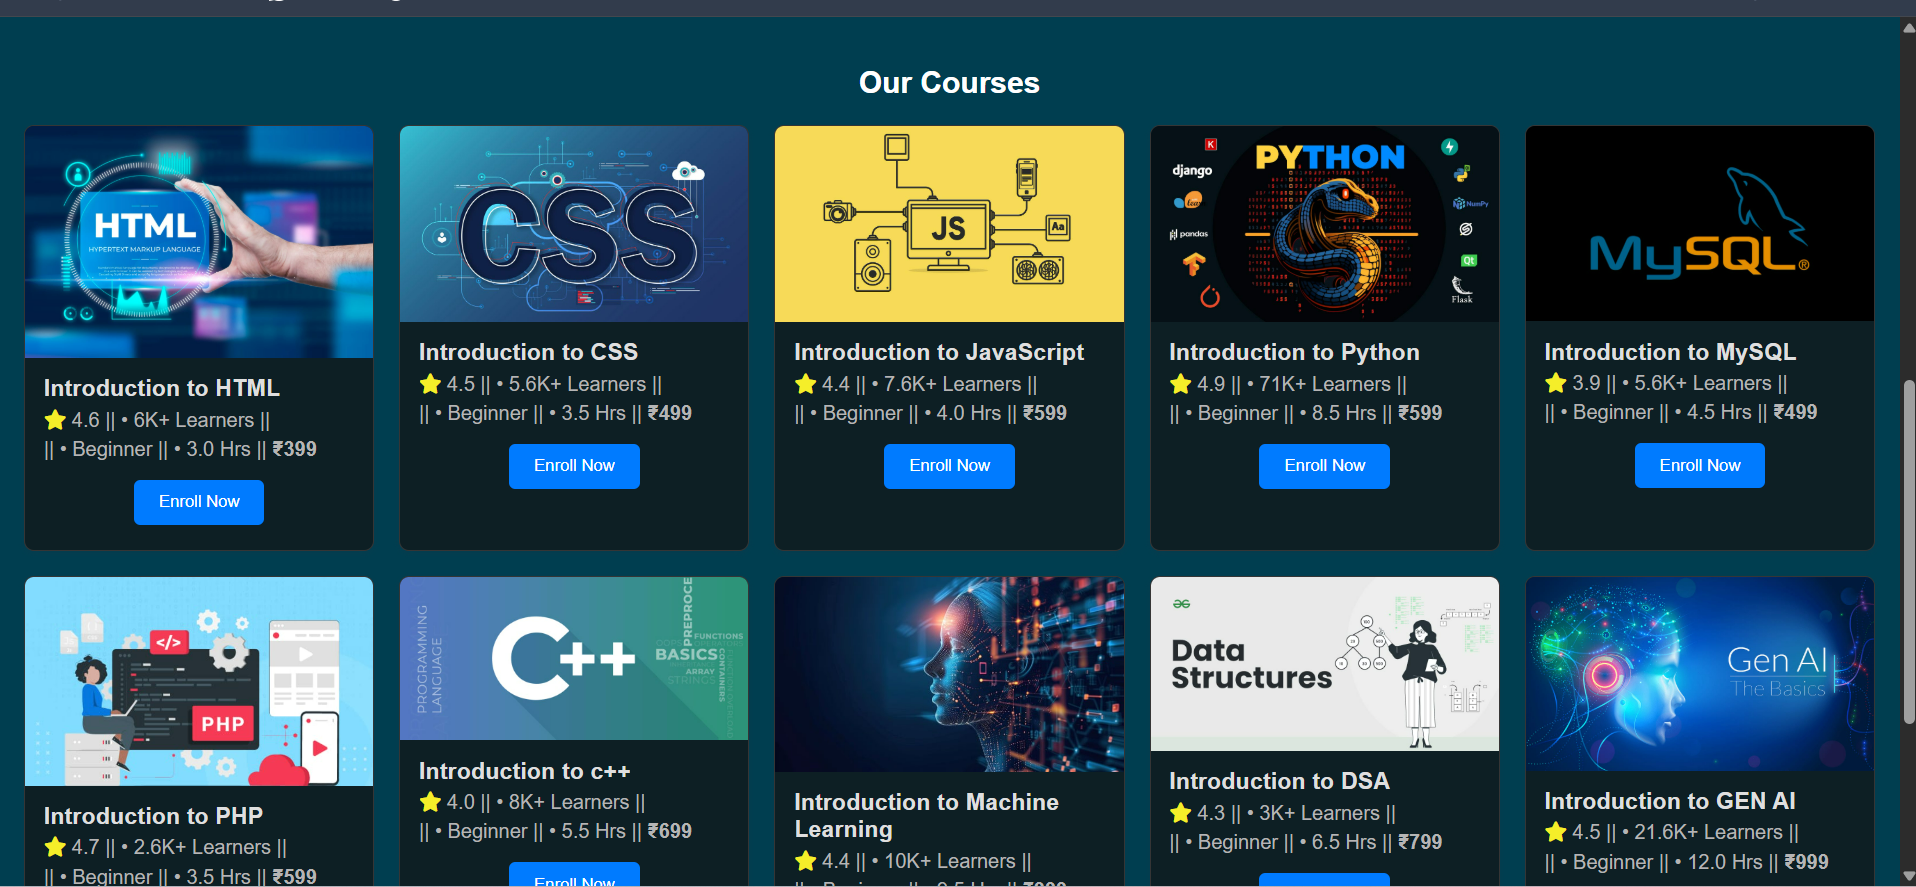 Our Courses
HTML
HYPERTEXT MARKUP LANGUAGE
Introduction to HTML
4.6 || • 6K+ Learners ||
|| • Beginner || • 3.0 Hrs || ₹399
Enroll Now
CSS
Introduction to CSS
4.5 || • 5.6K+ Learners ||
|| • Beginner || • 3.5 Hrs || ₹499
Enroll Now
JS
Aa
Introduction to JavaScript
4.4 || • 7.6K+ Learners ||
|| • Beginner || • 4.0 Hrs || ₹599
Enroll Now
PYTHON
K
django
NumPy
pandas
Qt
Flask
Introduction to Python
4.9 || • 71K+ Learners ||
|| • Beginner || • 8.5 Hrs || ₹599
Enroll Now
MySQL®
Introduction to MySQL
3.9 || • 5.6K+ Learners ||
|| • Beginner || • 4.5 Hrs || ₹499
Enroll Now
</>
PHP
Introduction to PHP
4.7 || • 2.6K+ Learners ||
|| • Beginner || • 3.5 Hrs || ₹599
PROGRAMMING
LANGUAGE
C++
FUNCTIONS
BASICS
ARRAY
STRINGS
CONTAINERS
Introduction to c++
4.0 || • 8K+ Learners ||
|| • Beginner || • 5.5 Hrs || ₹699
Enroll Now
Introduction to Machine
Learning
4.4 || • 10K+ Learners ||
Data
Structures
Introduction to DSA
4.3 || • 3K+ Learners ||
|| • Beginner || • 6.5 Hrs || ₹799
Gen AI
The Basics
Introduction to GEN AI
4.5 || • 21.6K+ Learners ||
|| • Beginner || • 12.0 Hrs || ₹999